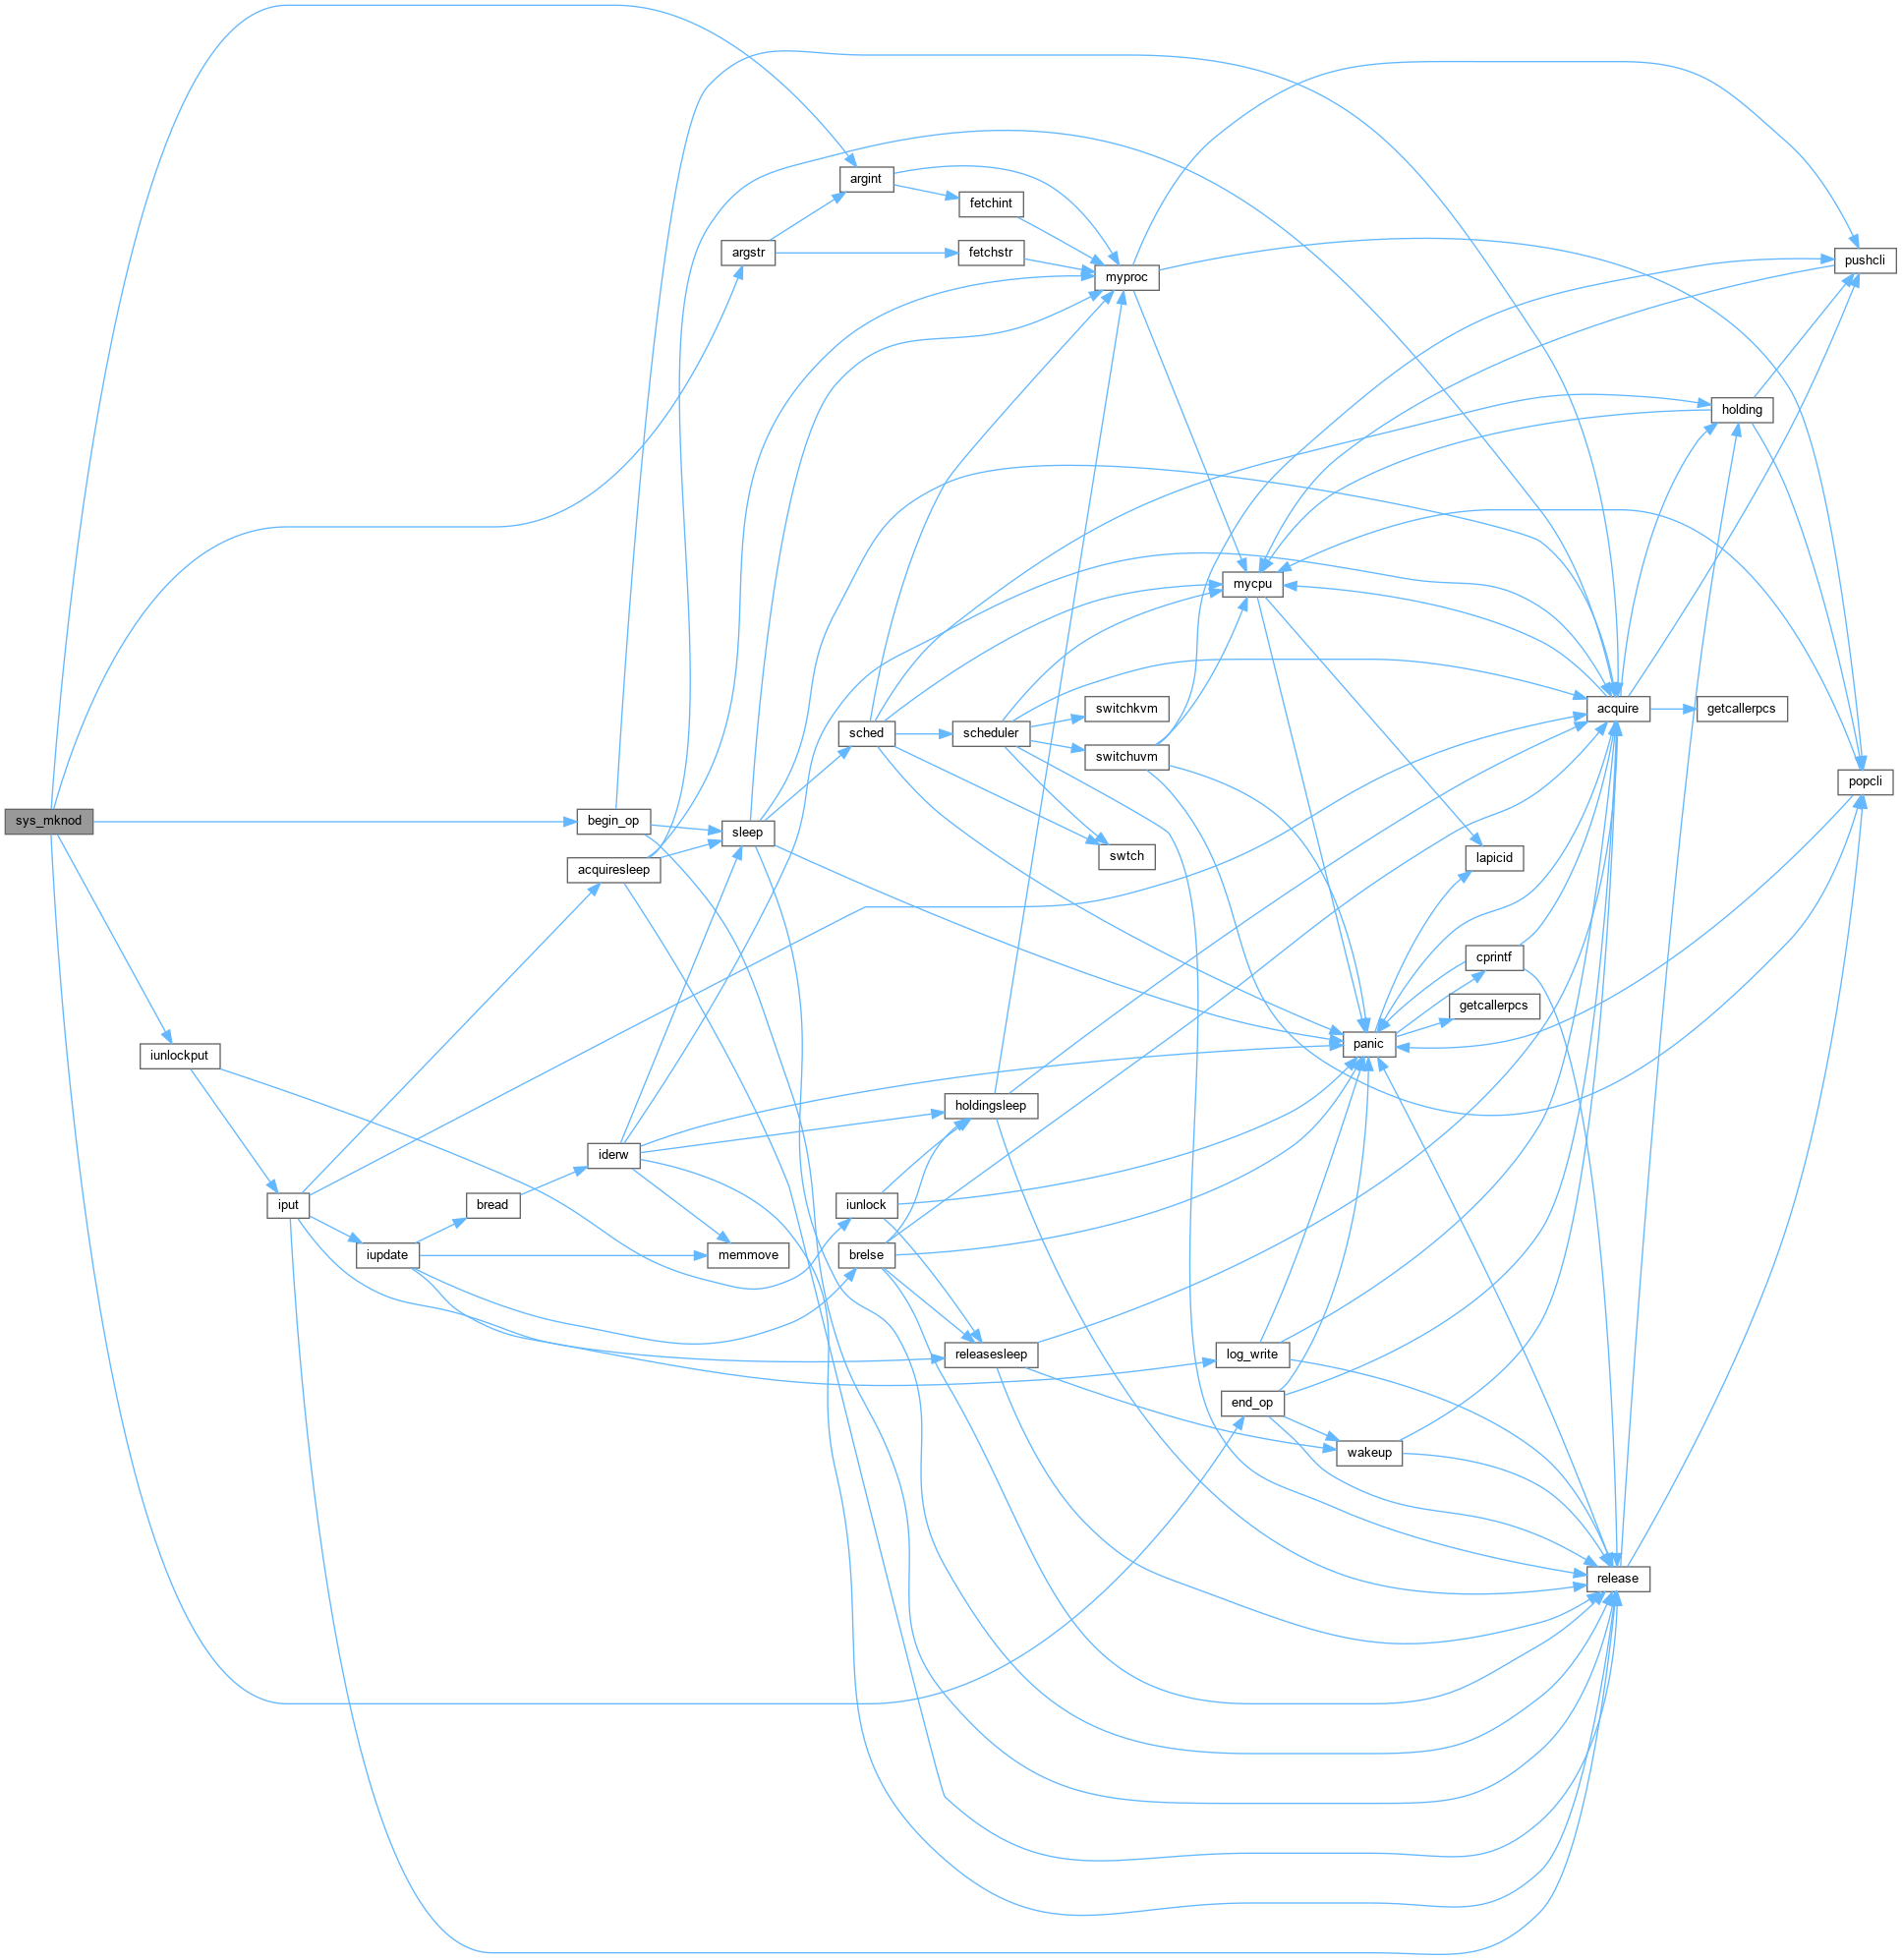 argint
fetchint
argstr
fetchstr
pushcli
myproc
holding
mycpu
switchkvm
acquire
getcallerpcs
sched
scheduler
switchuvm
popcli
sys_mknod
begin_op
sleep
swtch
lapicid
acquiresleep
cprintf
getcallerpcs
panic
iunlockput
holdingsleep
iderw
iput
bread
iunlock
iupdate
memmove
brelse
releasesleep
log_write
end_op
wakeup
release